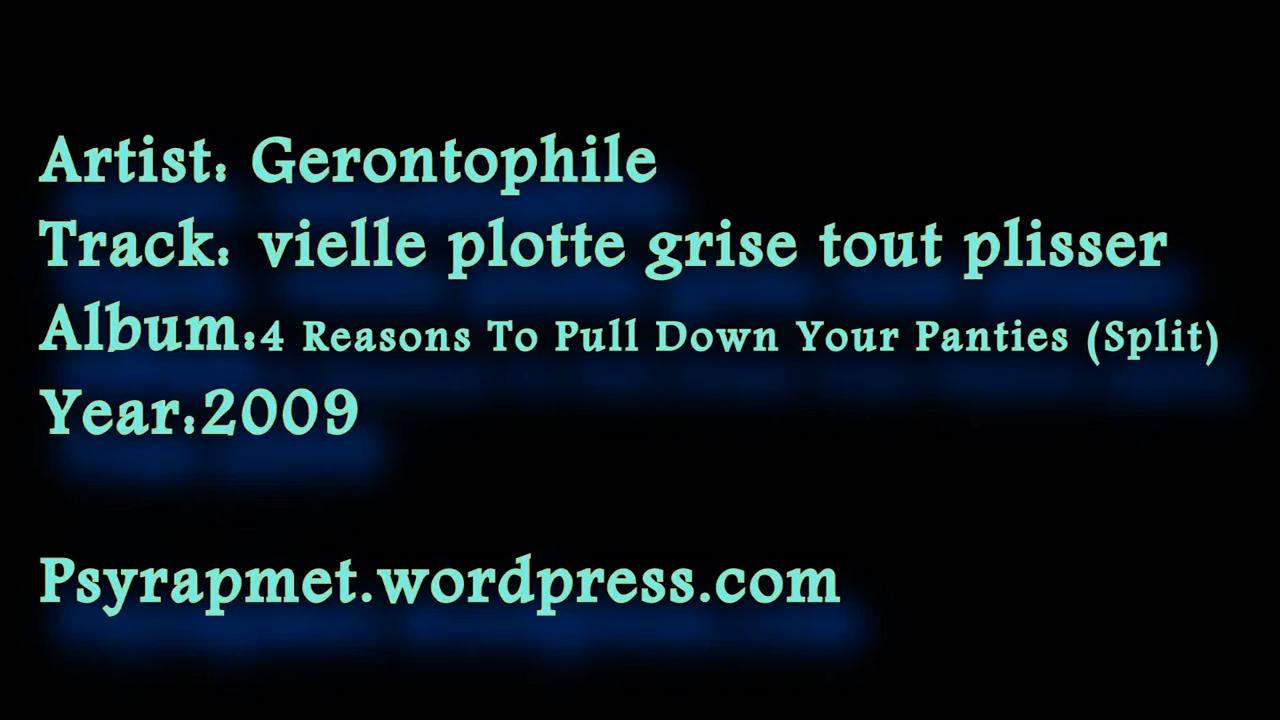 Artist: Gerontophile
Track: vielle plotte grise tout plisser
Album:4 Reasons To Pull Down Your Panties (Split)
Year:2009
Psyrapmet.wordpress.com